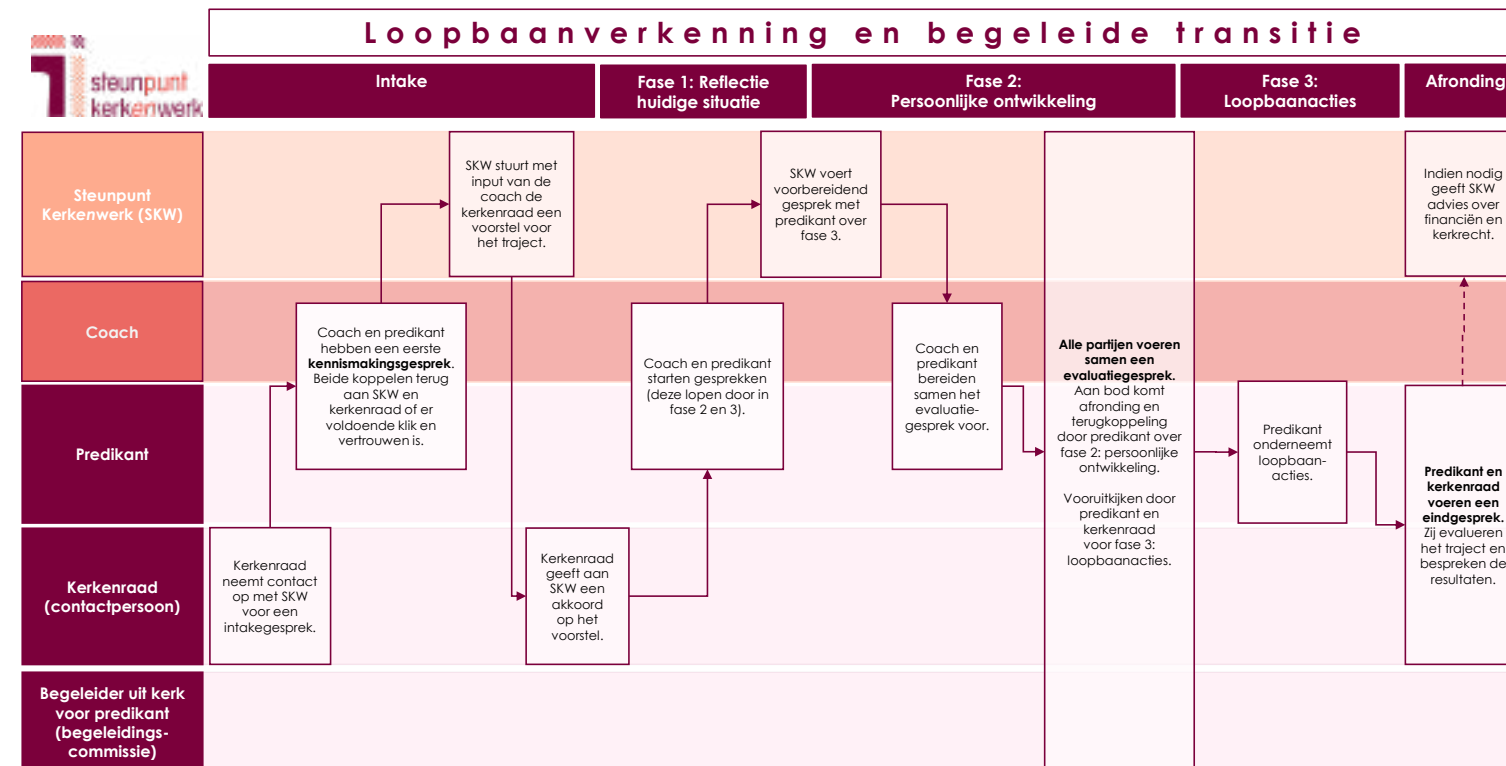 Loopbaanverkenning en begeleide transitie
steunpunt
kerkenwerk
Intake
Fase 1: Reflectie
huidige situatie
Fase 2:
Persoonlijke ontwikkeling
Fase 3:
Loopbaanacties
Afronding
Steunpunt
Kerkenwerk (SKW)
SKW stuurt met
input van de
coach de
kerkenraad een
voorstel voor
het traject.
SKW voert
voorbereidend
gesprek met
predikant over
fase 3.
Indien nodig
geeft SKW
advies over
financiën en
kerkrecht.
Coach
Coach en predikant
hebben een eerste
kennismakingsgesprek.
Beide koppelen terug
aan SKW en
kerkenraad of er
voldoende klik en
vertrouwen is.
Coach en predikant
starten gesprekken
(deze lopen door in
fase 2 en 3).
Coach en
predikant
bereiden
samen het
evaluatie-
gesprek voor.
Alle partijen voeren
samen een
evaluatiegesprek.
Aan bod komt
afronding en
terugkoppeling
door predikant over
fase 2: persoonlijke
ontwikkeling.
Vooruitkijken door
predikant en
kerkenraad
voor fase 3:
loopbaanacties.
Predikant
Predikant
onderneemt
loopbaan-
acties.
Predikant en
kerkenraad
voeren een
eindgesprek.
Zij evalueren
het traject en
bespreken de
resultaten.
Kerkenraad
(contactpersoon)
Kerkenraad
neemt contact
op met SKW
voor een
intakegesprek.
Kerkenraad
geeft aan
SKW een
akkoord
op het
voorstel.
Begeleider uit kerk
voor predikant
(begeleidings-
commissie)